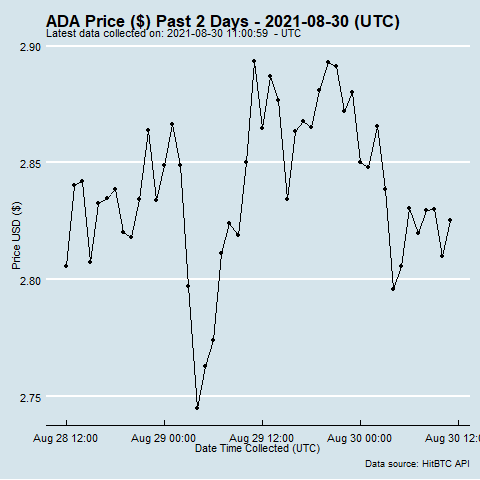 ADA Price ($) Past 2 Days - 2021-08-30 (UTC)
Latest data collected on: 2021-08-30 11:00:59 - UTC
2.90
2.85
2.80
2.75
Price USD ($)
Aug 28 12:00 Aug 29 00:00 Aug 29 12:00 Aug 30 00:00 Aug 30 12:0
Date Time Collected (UTC)
Data source: HitBTC API